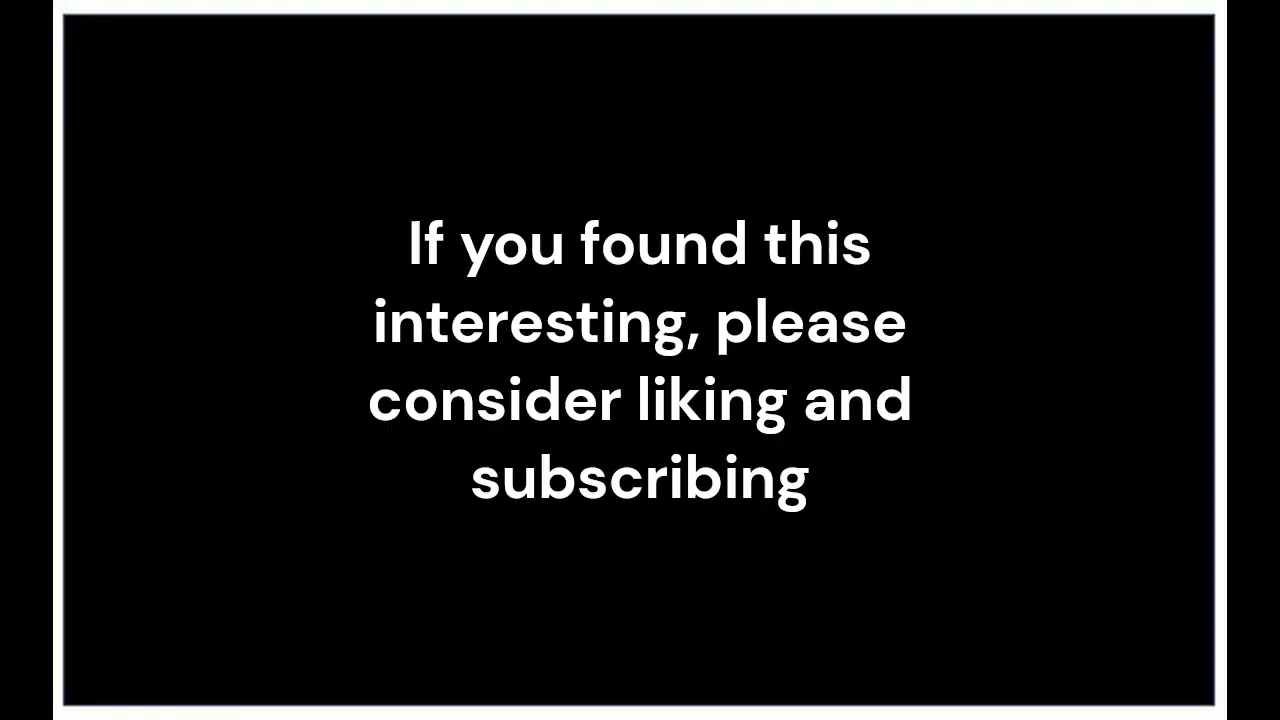 If you found this
interesting, please
consider liking and
subscribing